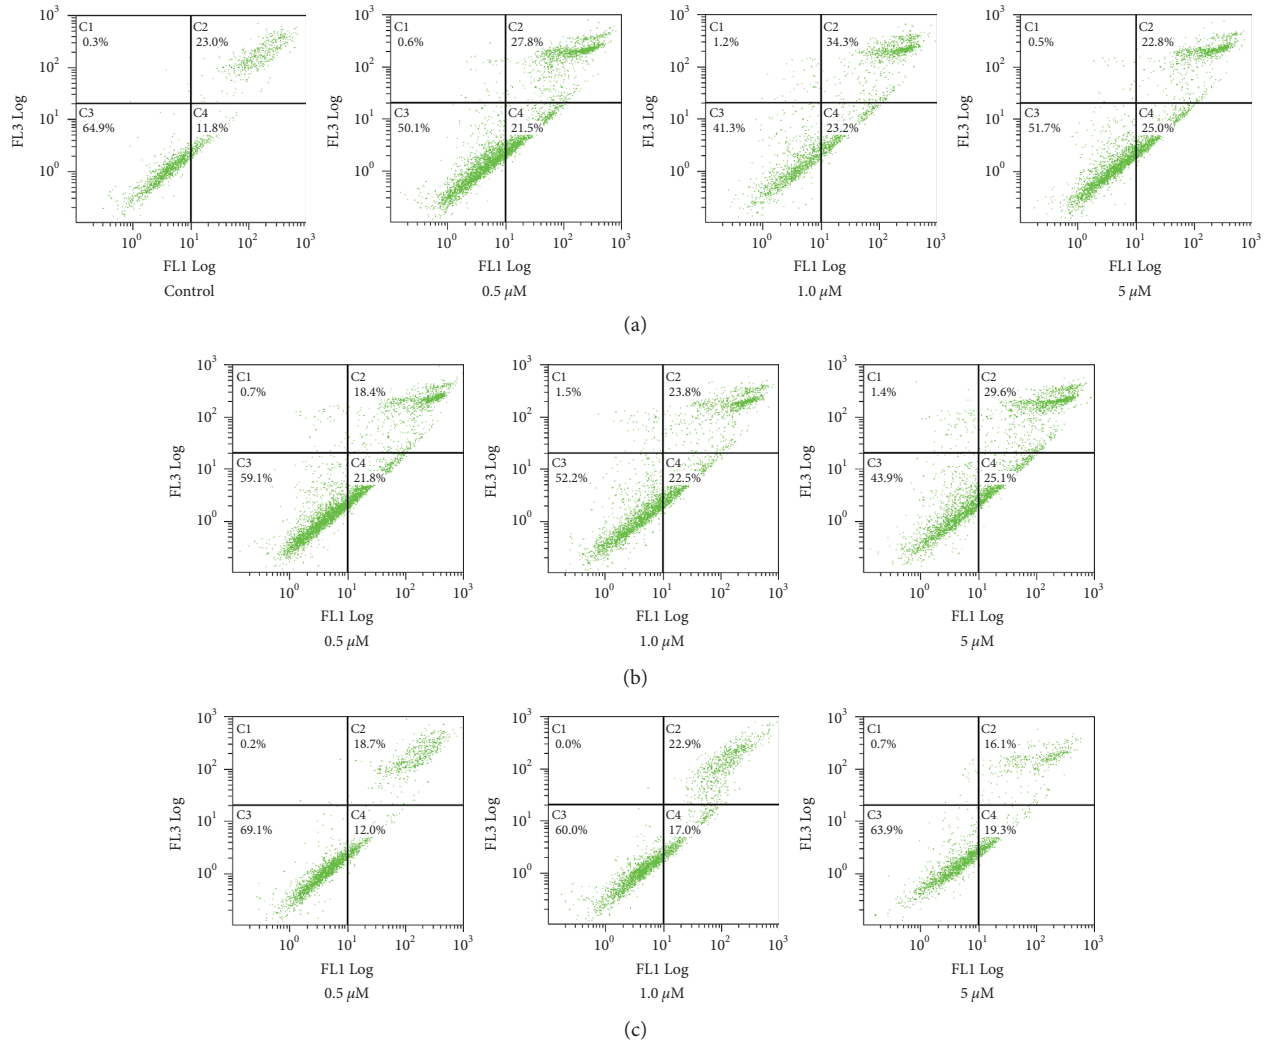 10³
10²
10¹
10⁰
FL3 Log
C1
0.3%
C2
23.0%
C3
64.9%
C4
11.8%
10⁰ 10¹ 10² 10³
FL1 Log
Control
10³
10²
10¹
10⁰
FL3 Log
C1
0.6%
C2
27.8%
C3
50.1%
C4
21.5%
10⁰ 10¹ 10² 10³
FL1 Log
0.5 μM
10³
10²
10¹
10⁰
FL3 Log
C1
1.2%
C2
34.3%
C3
41.3%
C4
23.2%
10⁰ 10¹ 10² 10³
FL1 Log
1.0 μM
10³
10²
10¹
10⁰
FL3 Log
C1
0.5%
C2
22.8%
C3
51.7%
C4
25.0%
10⁰ 10¹ 10² 10³
FL1 Log
5 μM
(a)
10³
10²
10¹
10⁰
FL3 Log
C1
0.7%
C2
18.4%
C3
59.1%
C4
21.8%
10⁰ 10¹ 10² 10³
FL1 Log
0.5 μM
10³
10²
10¹
10⁰
FL3 Log
C1
1.5%
C2
23.8%
C3
52.2%
C4
22.5%
10⁰ 10¹ 10² 10³
FL1 Log
1.0 μM
10³
10²
10¹
10⁰
FL3 Log
C1
1.4%
C2
29.6%
C3
43.9%
C4
25.1%
10⁰ 10¹ 10² 10³
FL1 Log
5 μM
(b)
10³
10²
10¹
10⁰
FL3 Log
C1
0.2%
C2
18.7%
C3
69.1%
C4
12.0%
10⁰ 10¹ 10² 10³
FL1 Log
0.5 μM
10³
10²
10¹
10⁰
FL3 Log
C1
0.0%
C2
22.9%
C3
60.0%
C4
17.0%
10⁰ 10¹ 10² 10³
FL1 Log
1.0 μM
10³
10²
10¹
10⁰
FL3 Log
C1
0.7%
C2
16.1%
C3
63.9%
C4
19.3%
10⁰ 10¹ 10² 10³
FL1 Log
5 μM
(c)